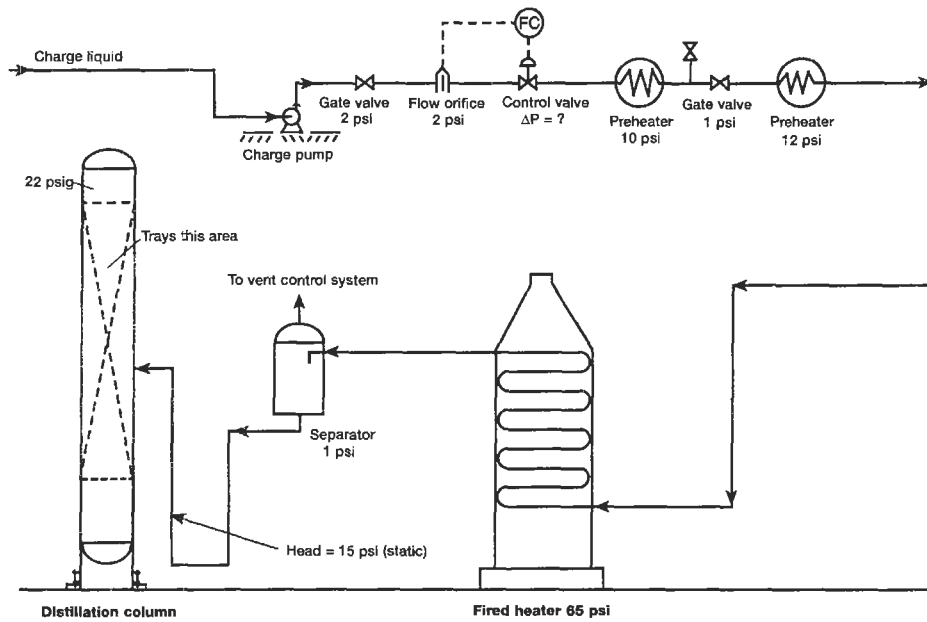 FC
Charge liquid
Gate valve
2 psi
Flow orifice
2 psi
Control valve
ΔP = ?
Preheater
10 psi
Gate valve
1 psi
Preheater
12 psi
Charge pump
22 psig
Trays this area
To vent control system
Separator
1 psi
Head = 15 psi (static)
Distillation column
Fired heater 65 psi